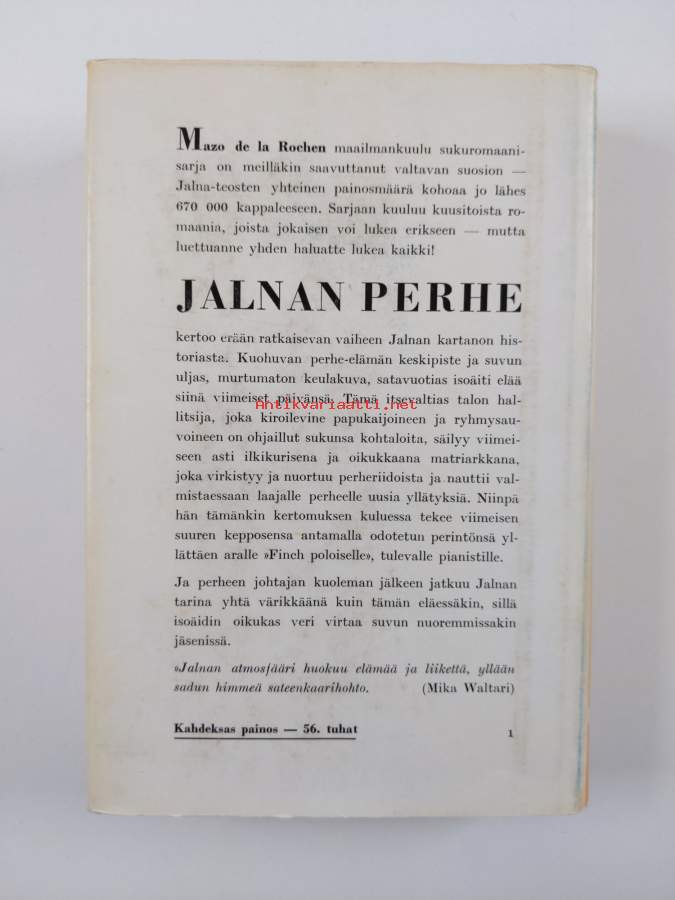 Mazo de la Rochen maailmankuulu sukuromaani-
sarja on meilläkin saavuttanut valtavan suosion —
Jalna-teosten yhteinen painosmäärä kohoaa jo lähes
670 000 kappaleeseen. Sarjaan kuuluu kuusitoista ro-
maania, joista jokaisen voi lukea erikseen — mutta
luettuanne yhden haluatte lukea kaikki!
JALNAN PERHE
kertoo erään ratkaisevan vaiheen Jalnan kartanon his-
toriasta. Kuohuvan perhe-elämän keskipiste ja suvun
uljas, murtumaton keulakuva, satavuotias isoäiti elää
siinä viimeiset päivänsä. Tämä itsevaltias talon hal-
Antikvariaatti.net
litsija, joka kiroilevine papukaijoineen ja ryhmysau-
voineen on ohjaillut sukunsa kohtaloita, säilyy viimei-
seen asti ilkikurisena ja oikukkaana matriarkkana,
joka virkistyy ja nuortuu perheriidoista ja nauttii val-
mistaessaan laajalle perheelle uusia yllätyksiä. Niinpä
hän tämänkin kertomuksen kuluessa tekee viimeisen
suuren kepposensa antamalla odotetun perintönsä yl-
lättäen aralle »Finch poloiselle», tulevalle pianistille.
Ja perheen johtajan kuoleman jälkeen jatkuu Jalnan
tarina yhtä värikkäänä kuin tämän eläessäkin, sillä
isoäidin oikukas veri virtaa suvun nuoremmissakin
jäsenissä.
»Jalnan atmosfääri huokuu elämää ja liikettä, yllään
sadun himmeä sateenkaarihohto. (Mika Waltari)
Kahdeksas painos — 56. tuhat 1